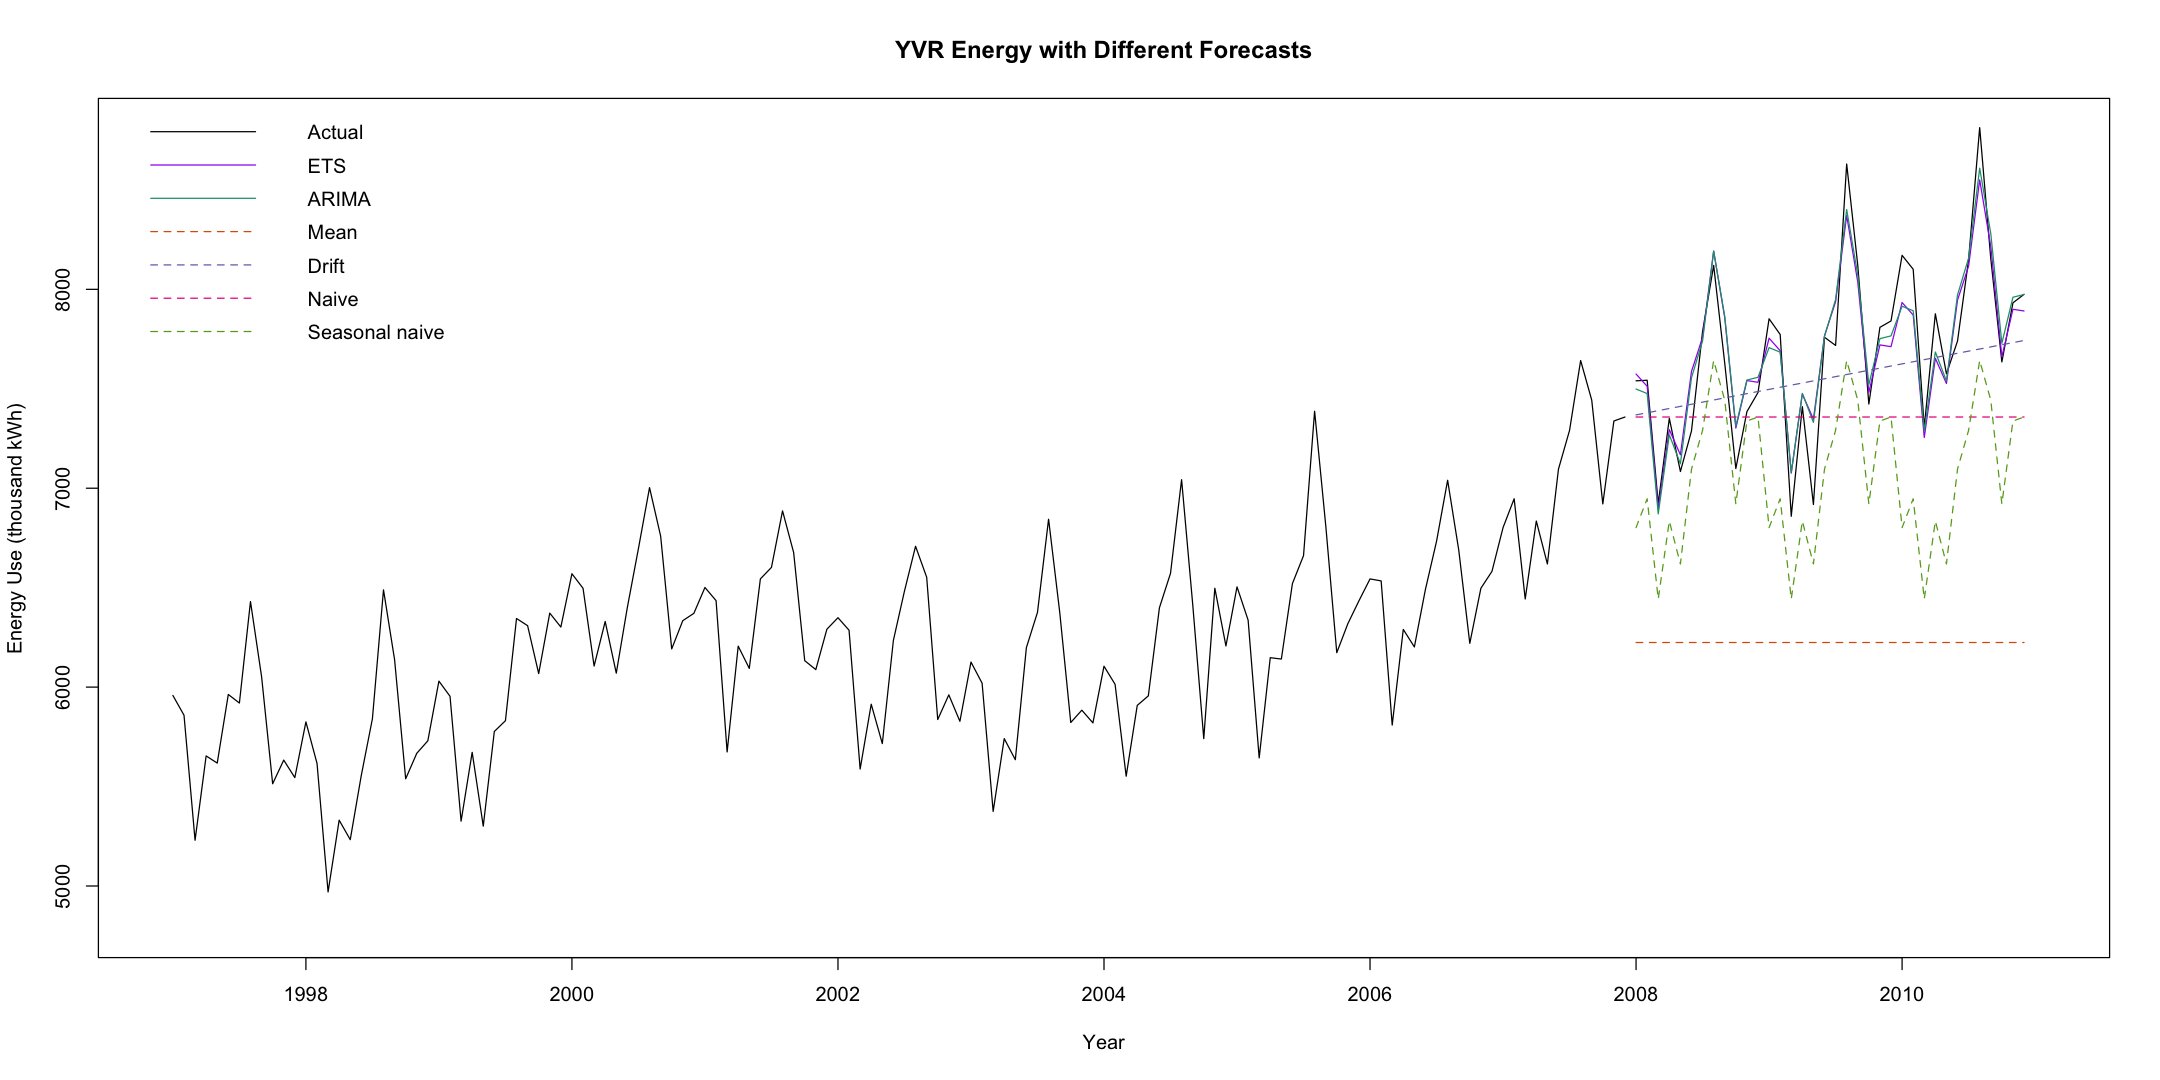 YVR Energy with Different Forecasts
Actual
ETS
ARIMA
Mean
Drift
Naive
Seasonal naive
Energy Use (thousand kWh)
8000
7000
6000
5000
1998 2000 2002 2004 2006 2008 2010
Year